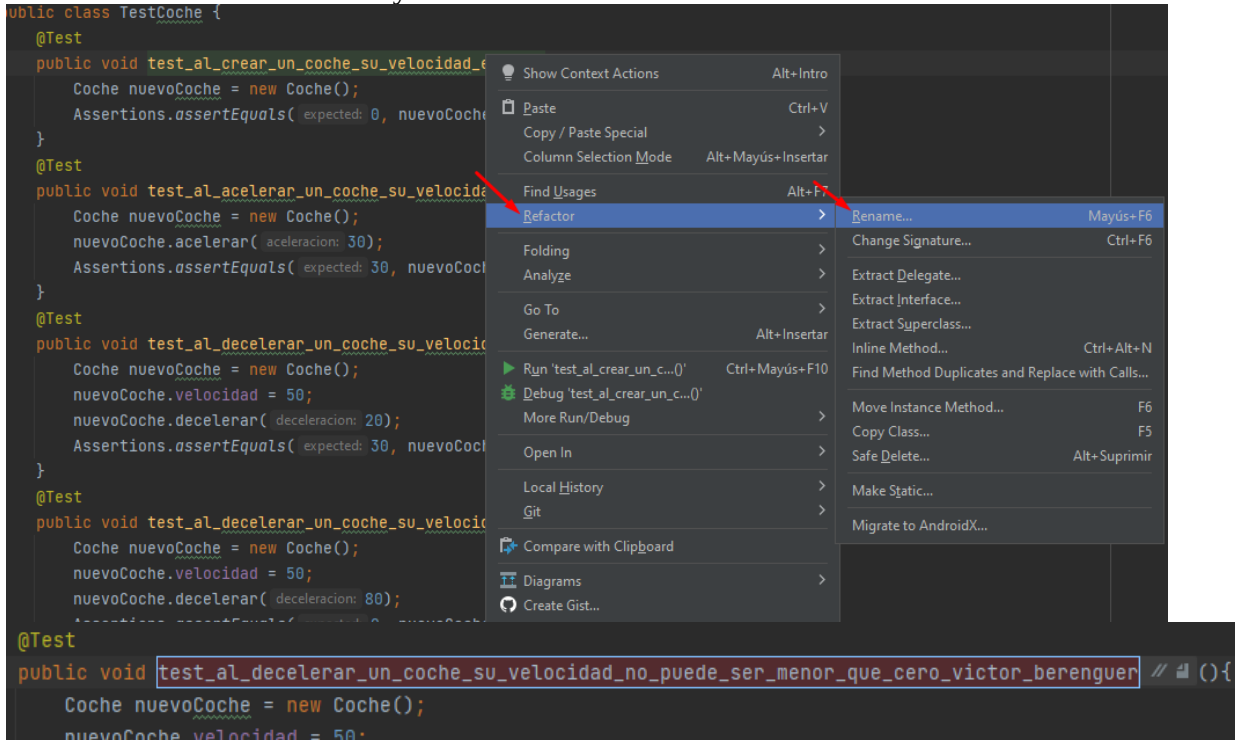 public class TestCoche {
@Test
public void test_al_crear_un_coche_su_velocidad_e
Coche nuevoCoche = new Coche();
Assertions.assertEquals( expected: 0, nuevoCoche
}
@Test
public void test_al_acelerar_un_coche_su_velocida
Coche nuevoCoche = new Coche();
nuevoCoche.acelerar( aceleracion: 30);
Assertions.assertEquals( expected: 30, nuevoCoch
}
@Test
public void test_al_decelerar_un_coche_su_velocid
Coche nuevoCoche = new Coche();
nuevoCoche.velocidad = 50;
nuevoCoche.decelerar( deceleracion: 20);
Assertions.assertEquals( expected: 30, nuevoCoch
}
@Test
public void test_al_decelerar_un_coche_su_velocid
Coche nuevoCoche = new Coche();
nuevoCoche.velocidad = 50;
nuevoCoche.decelerar( deceleracion: 80);
Show Context Actions Alt+Intro
Paste Ctrl+V
Copy / Paste Special
Column Selection Mode Alt+Mayús+Insertar
Find Usages Alt+F7
Refactor
Folding
Analyze
Go To
Generate... Alt+Insertar
Run 'test_al_crear_un_c...()' Ctrl+Mayús+F10
Debug 'test_al_crear_un_c...()'
More Run/Debug
Open In
Local History
Git
Compare with Clipboard
Diagrams
Create Gist...
Rename... Mayús+F6
Change Signature... Ctrl+F6
Extract Delegate...
Extract Interface...
Extract Superclass...
Inline Method... Ctrl+Alt+N
Find Method Duplicates and Replace with Calls...
Move Instance Method... F6
Copy Class... F5
Safe Delete... Alt+Suprimir
Make Static...
Migrate to AndroidX...
@Test
public void test_al_decelerar_un_coche_su_velocidad_no_puede_ser_menor_que_cero_victor_berenguer (){
Coche nuevoCoche = new Coche();
nuevoCoche.velocidad = 50;